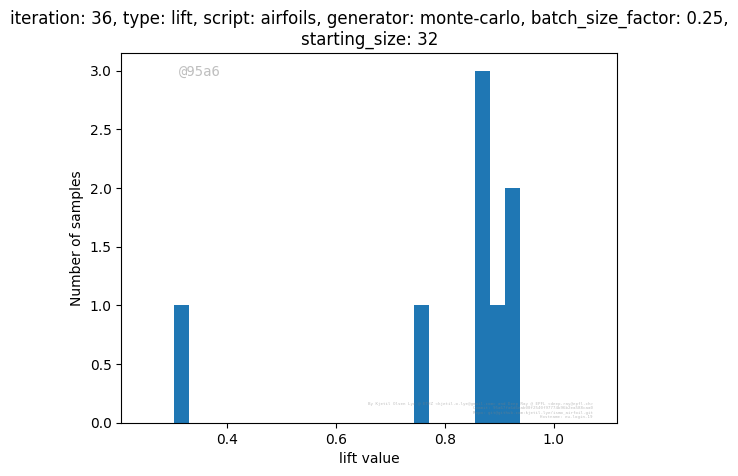 iteration: 36, type: lift, script: airfoils, generator: monte-carlo, batch_size_factor: 0.25,
starting_size: 32
@95a6
3.0
2.5
2.0
1.5
1.0
0.5
0.0
Number of samples
0.4 0.6 0.8 1.0
lift value